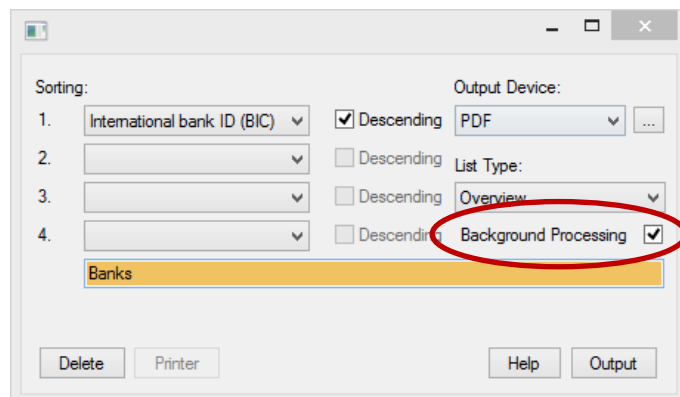 Sorting: Output Device:
1. International bank ID (BIC) Descending PDF ...
2. Descending List Type:
3. Descending Overview
4. Descending Background Processing
Banks
Delete Printer Help Output